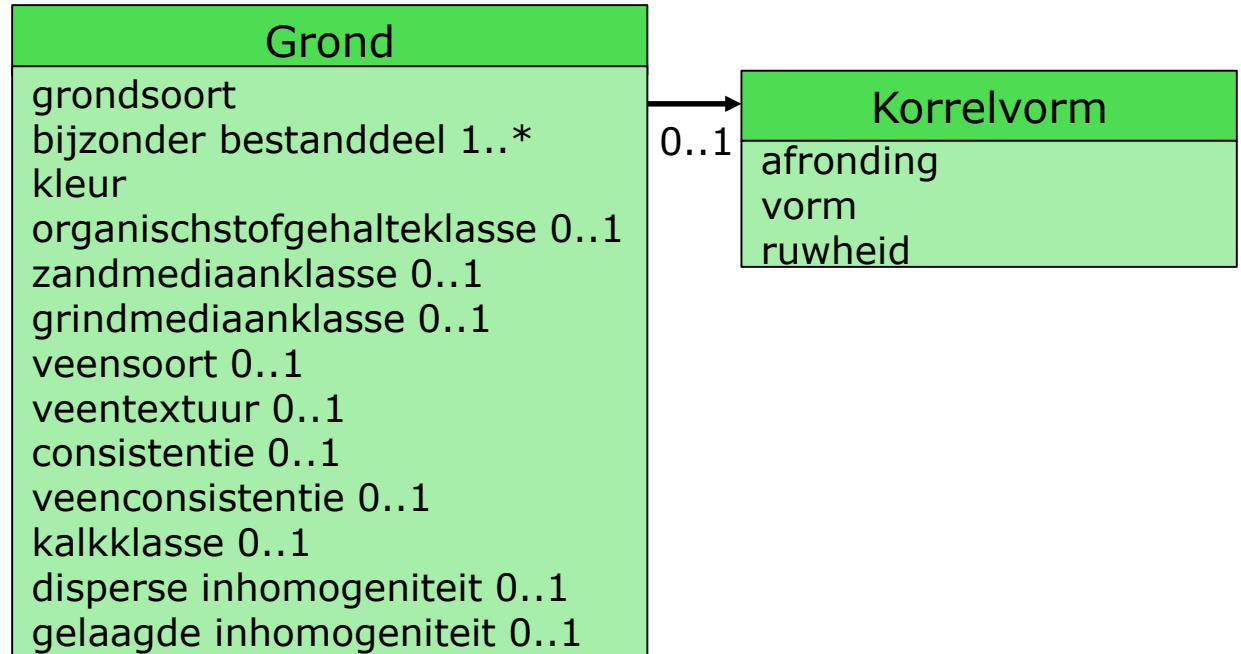 Grond
grondsoort
bijzonder bestanddeel 1..*
kleur
organischstofgehalteklasse 0..1
zandmediaanklasse 0..1
grindmediaanklasse 0..1
veensoort 0..1
veentextuur 0..1
consistentie 0..1
veenconsistentie 0..1
kalkklasse 0..1
disperse inhomogeniteit 0..1
gelaagde inhomogeniteit 0..1
0..1
Korrelvorm
afronding
vorm
ruwheid